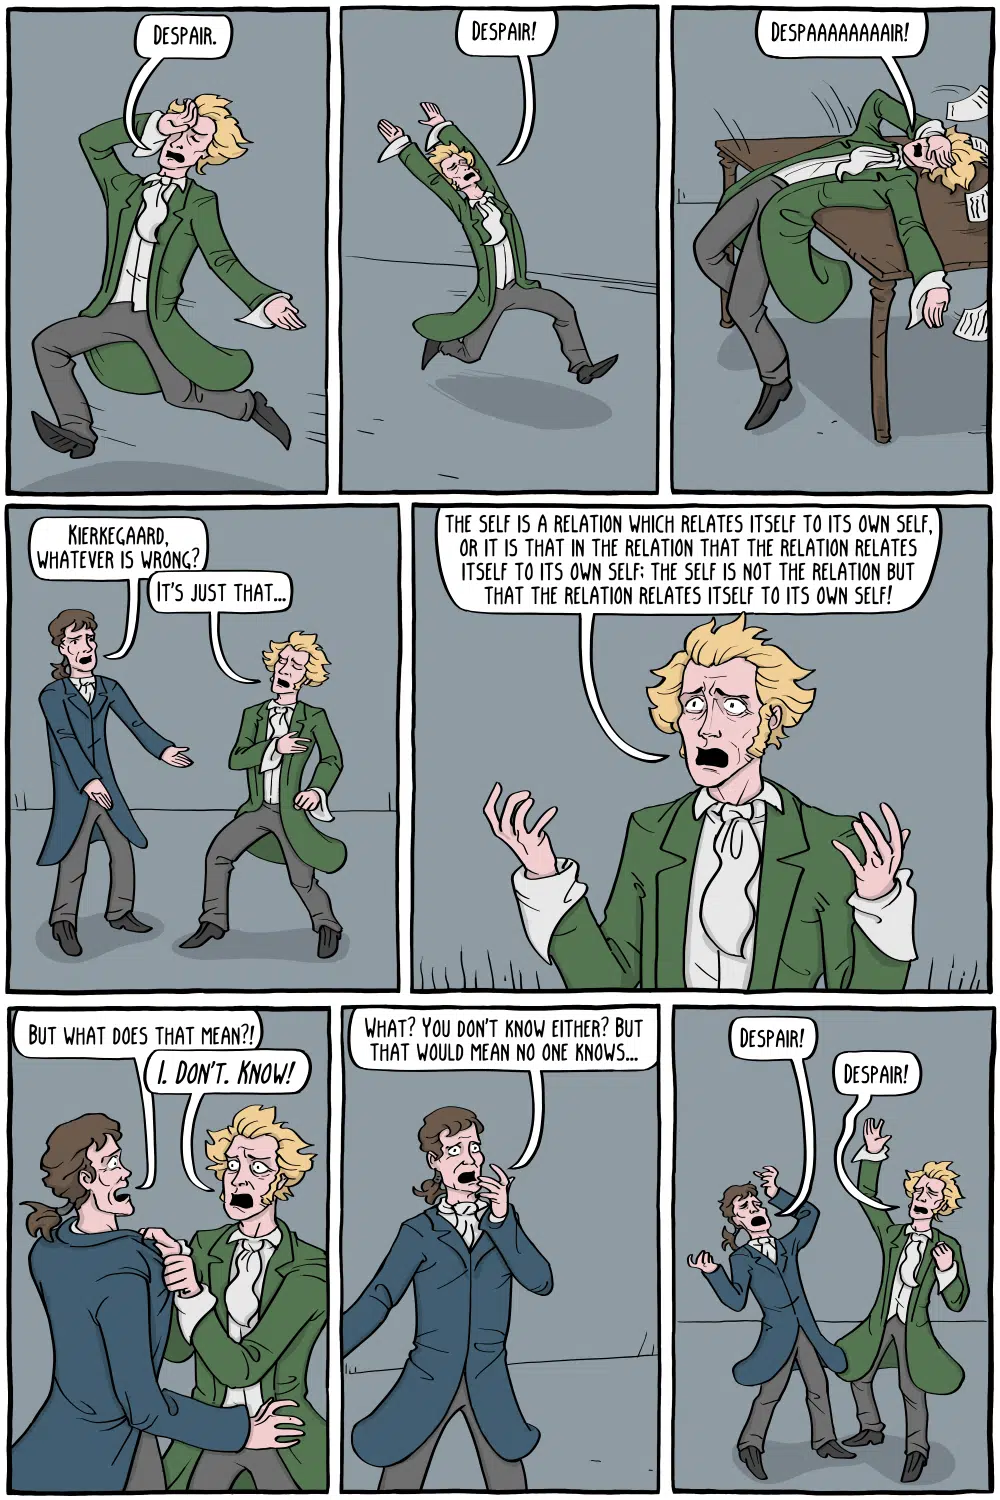 DESPAIR.
DESPAIR!
DESPAAAAAAAAIR!
KIERKEGAARD,
WHATEVER IS WRONG?
IT'S JUST THAT...
THE SELF IS A RELATION WHICH RELATES ITSELF TO ITS OWN SELF,
OR IT IS THAT IN THE RELATION THAT THE RELATION RELATES
ITSELF TO ITS OWN SELF; THE SELF IS NOT THE RELATION BUT
THAT THE RELATION RELATES ITSELF TO ITS OWN SELF!
BUT WHAT DOES THAT MEAN?!
I. DON'T. KNOW!
WHAT? YOU DON'T KNOW EITHER? BUT
THAT WOULD MEAN NO ONE KNOWS...
DESPAIR!
DESPAIR!